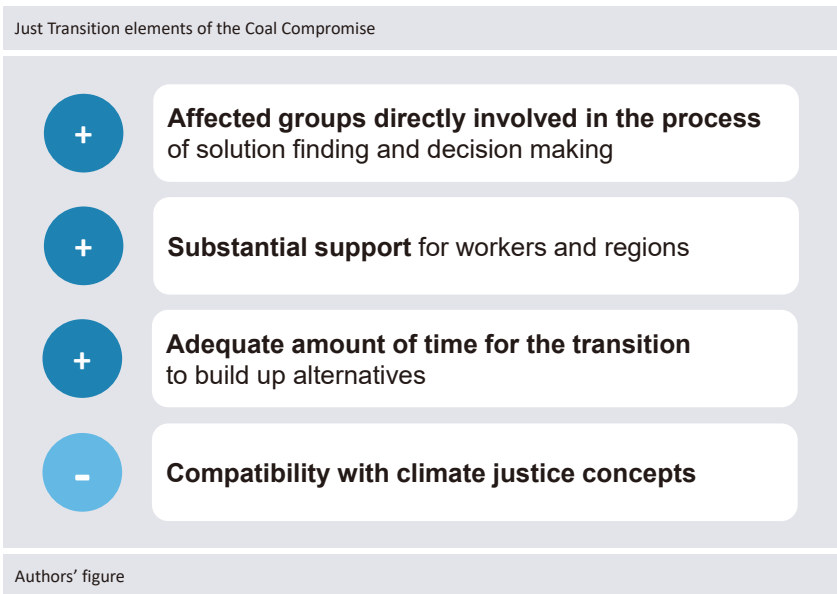 Just Transition elements of the Coal Compromise
+
Affected groups directly involved in the process
of solution finding and decision making
+
Substantial support for workers and regions
+
Adequate amount of time for the transition
to build up alternatives
-
Compatibility with climate justice concepts
Authors’ figure